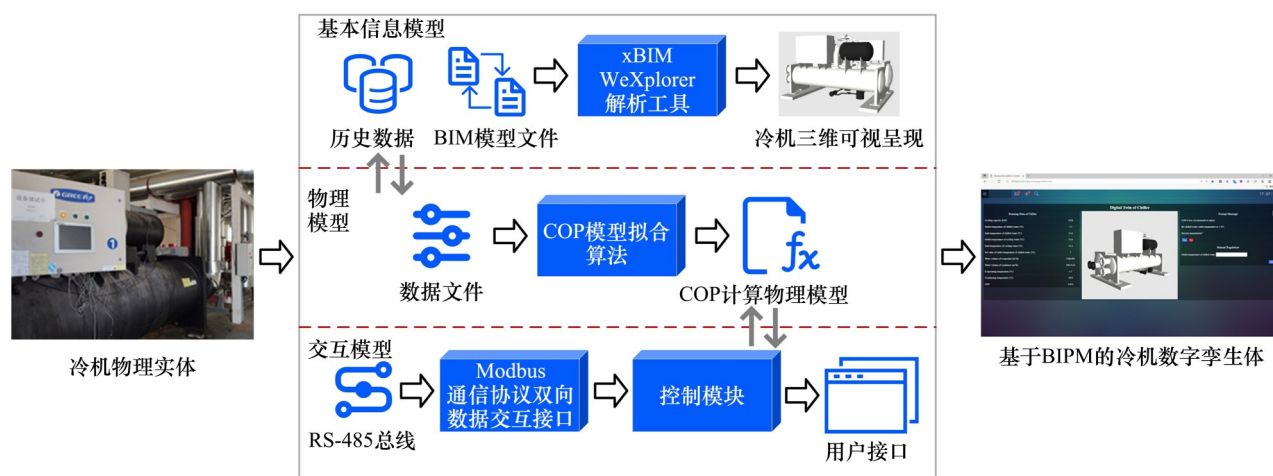 基本信息模型
xBIM
WeXplorer
解析工具
历史数据
BIM模型文件
冷机三维可视呈现
GREE
1
冷机物理实体
物理
模型
数据文件
COP模型拟合
算法
fx
COP计算物理模型
交互模型
RS-485总线
Modbus
通信协议双向
数据交互接口
控制模块
用户接口
Digital Twin of Chiller
基于BIPM的冷机数字孪生体